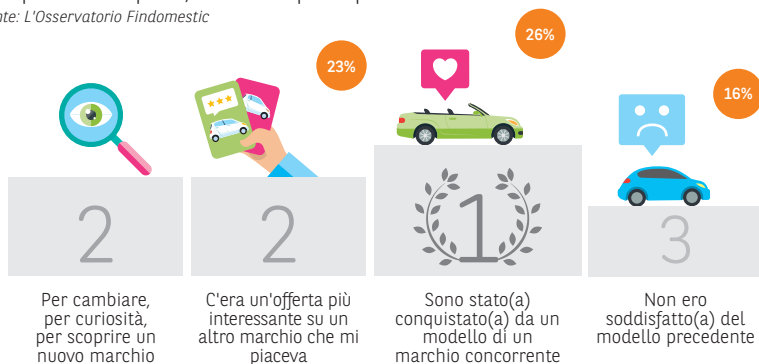 L'Osservatorio Findomestic
26%
23%
16%
2
2
1
3
Per cambiare,
per curiosità,
per scoprire un
nuovo marchio
C'era un'offerta più
interessante su un
altro marchio che mi
piaceva
Sono stato(a)
conquistato(a) da un
modello di un
marchio concorrente
Non ero
soddisfatto(a) del
modello precedente